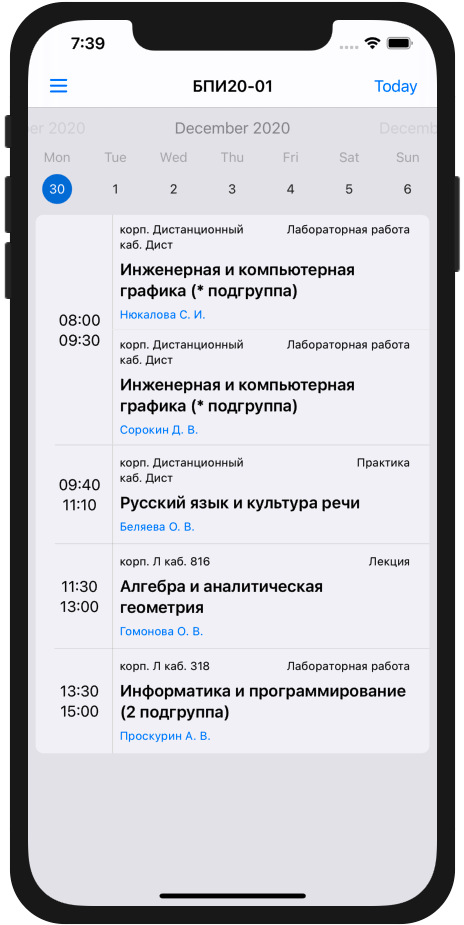 7:39
БПИ20-01
Today
er 2020
December 2020
Decemb
Mon Tue Wed Thu Fri Sat Sun
30 1 2 3 4 5 6
08:00
09:30
корп. Дистанционный
каб. Дист
Лабораторная работа
Инженерная и компьютерная
графика (* подгруппа)
Нюкалова С. И.
корп. Дистанционный
каб. Дист
Лабораторная работа
Инженерная и компьютерная
графика (* подгруппа)
Сорокин Д. В.
09:40
11:10
корп. Дистанционный
каб. Дист
Практика
Русский язык и культура речи
Беляева О. В.
11:30
13:00
корп. Л каб. 816
Лекция
Алгебра и аналитическая
геометрия
Гомонова О. В.
13:30
15:00
корп. Л каб. 318
Лабораторная работа
Информатика и программирование
(2 подгруппа)
Проскурин А. В.